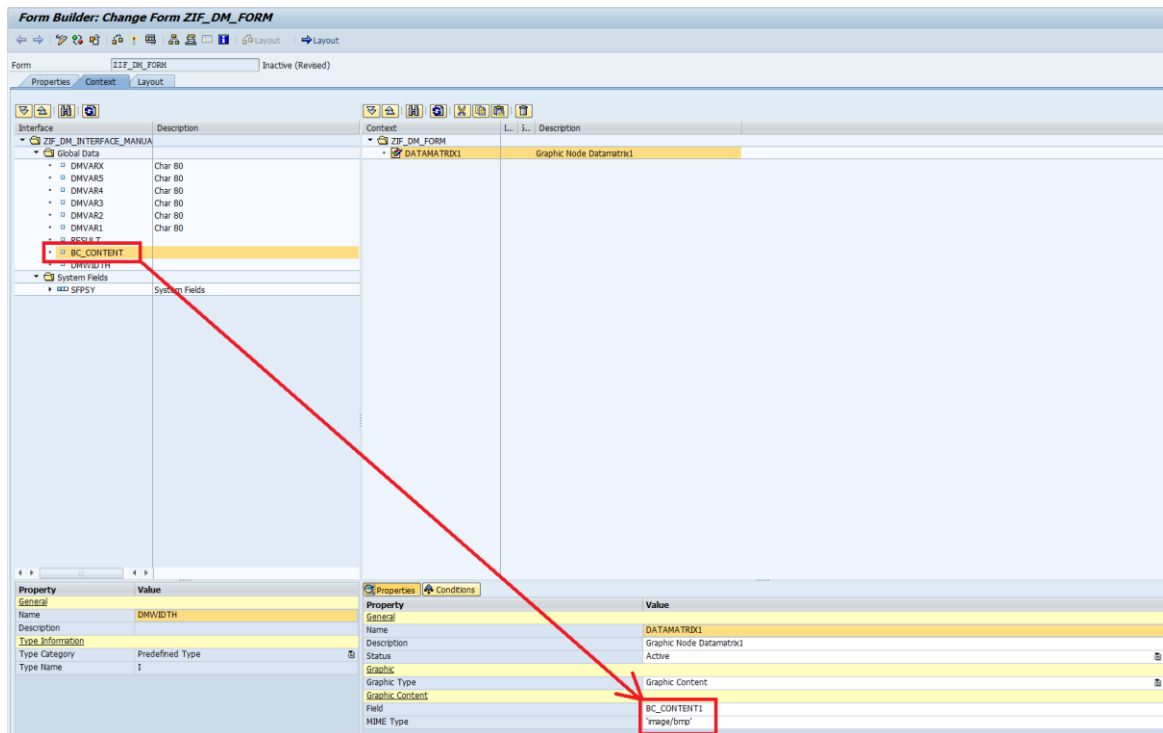 Form Builder: Change Form ZIF_DM_FORM
Layout Layout
Form ZIF_DM_FORM Inactive (Revised)
Properties Context Layout
Interface Description
ZIF_DM_INTERFACE_MANUA
Global Data
DMVARX Char 80
DMVAR5 Char 80
DMVAR4 Char 80
DMVAR3 Char 80
DMVAR2 Char 80
DMVAR1 Char 80
RESULT
BC_CONTENT
DMWIDTH
System Fields
SFPSY System Fields
Context I... i.. Description
ZIF_DM_FORM
DATAMATRIX1 Graphic Node Datamatrix1
Property Value
General
Name DMWIDTH
Description
Type Information
Type Category Predefined Type
Type Name I
Properties Conditions
Property Value
General
Name DATAMATRIX1
Description Graphic Node Datamatrix1
Status Active
Graphic
Graphic Type Graphic Content
Graphic Content
Field BC_CONTENT1
MIME Type 'image/bmp'